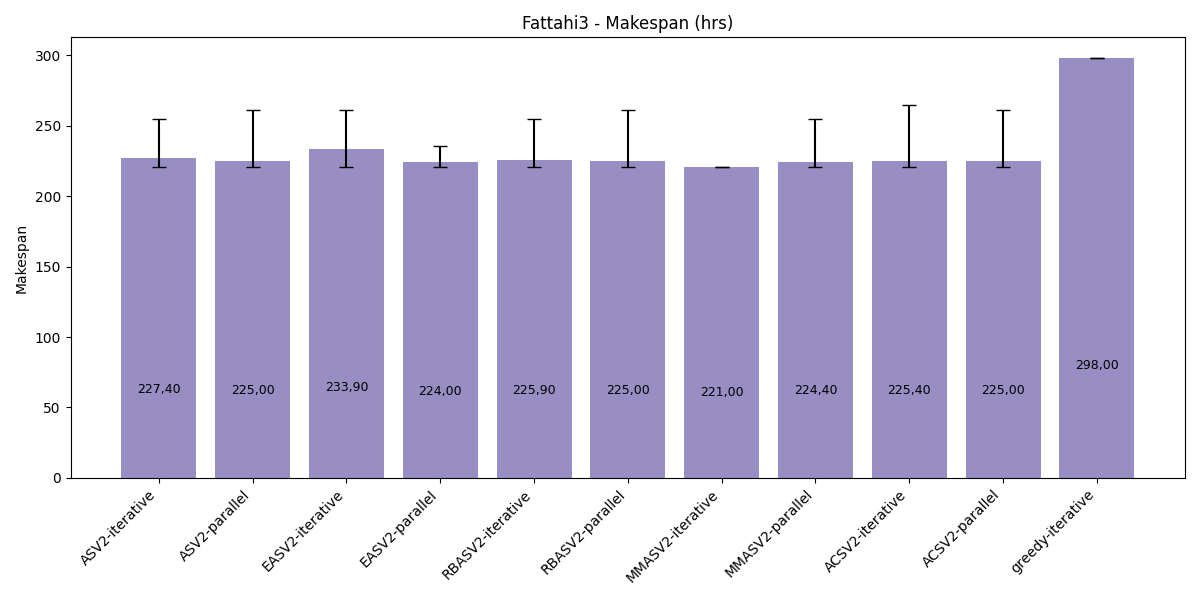 Fattahi3 - Makespan (hrs)
Makespan
300
250
200
150
100
50
0
227,40
225,00
233,90
224,00
225,90
225,00
221,00
224,40
225,40
225,00
298,00
ASV2-iterative
ASV2-parallel
EASV2-iterative
EASV2-parallel
RBASV2-iterative
RBASV2-parallel
MMASV2-iterative
MMASV2-parallel
ACSV2-iterative
ACSV2-parallel
greedy-iterative